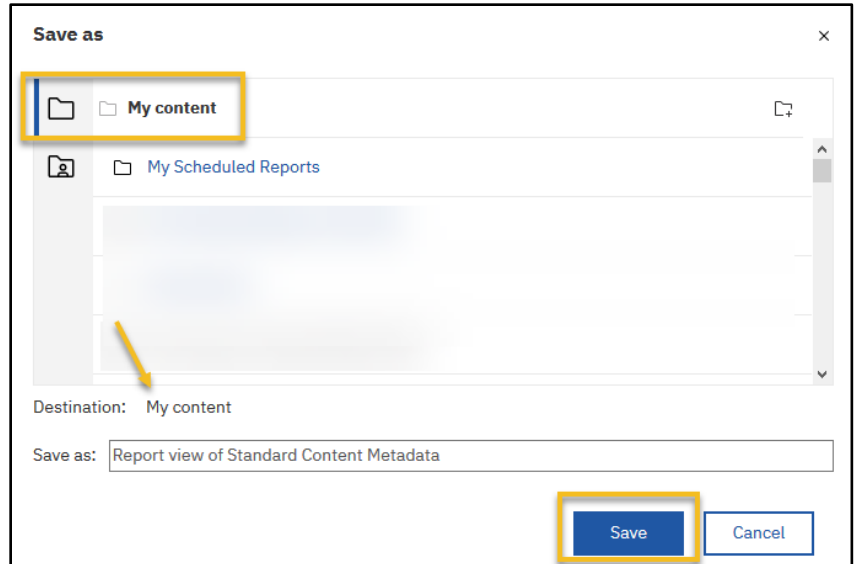 Save as
My content
My Scheduled Reports
Destination: My content
Save as: Report view of Standard Content Metadata
Save Cancel